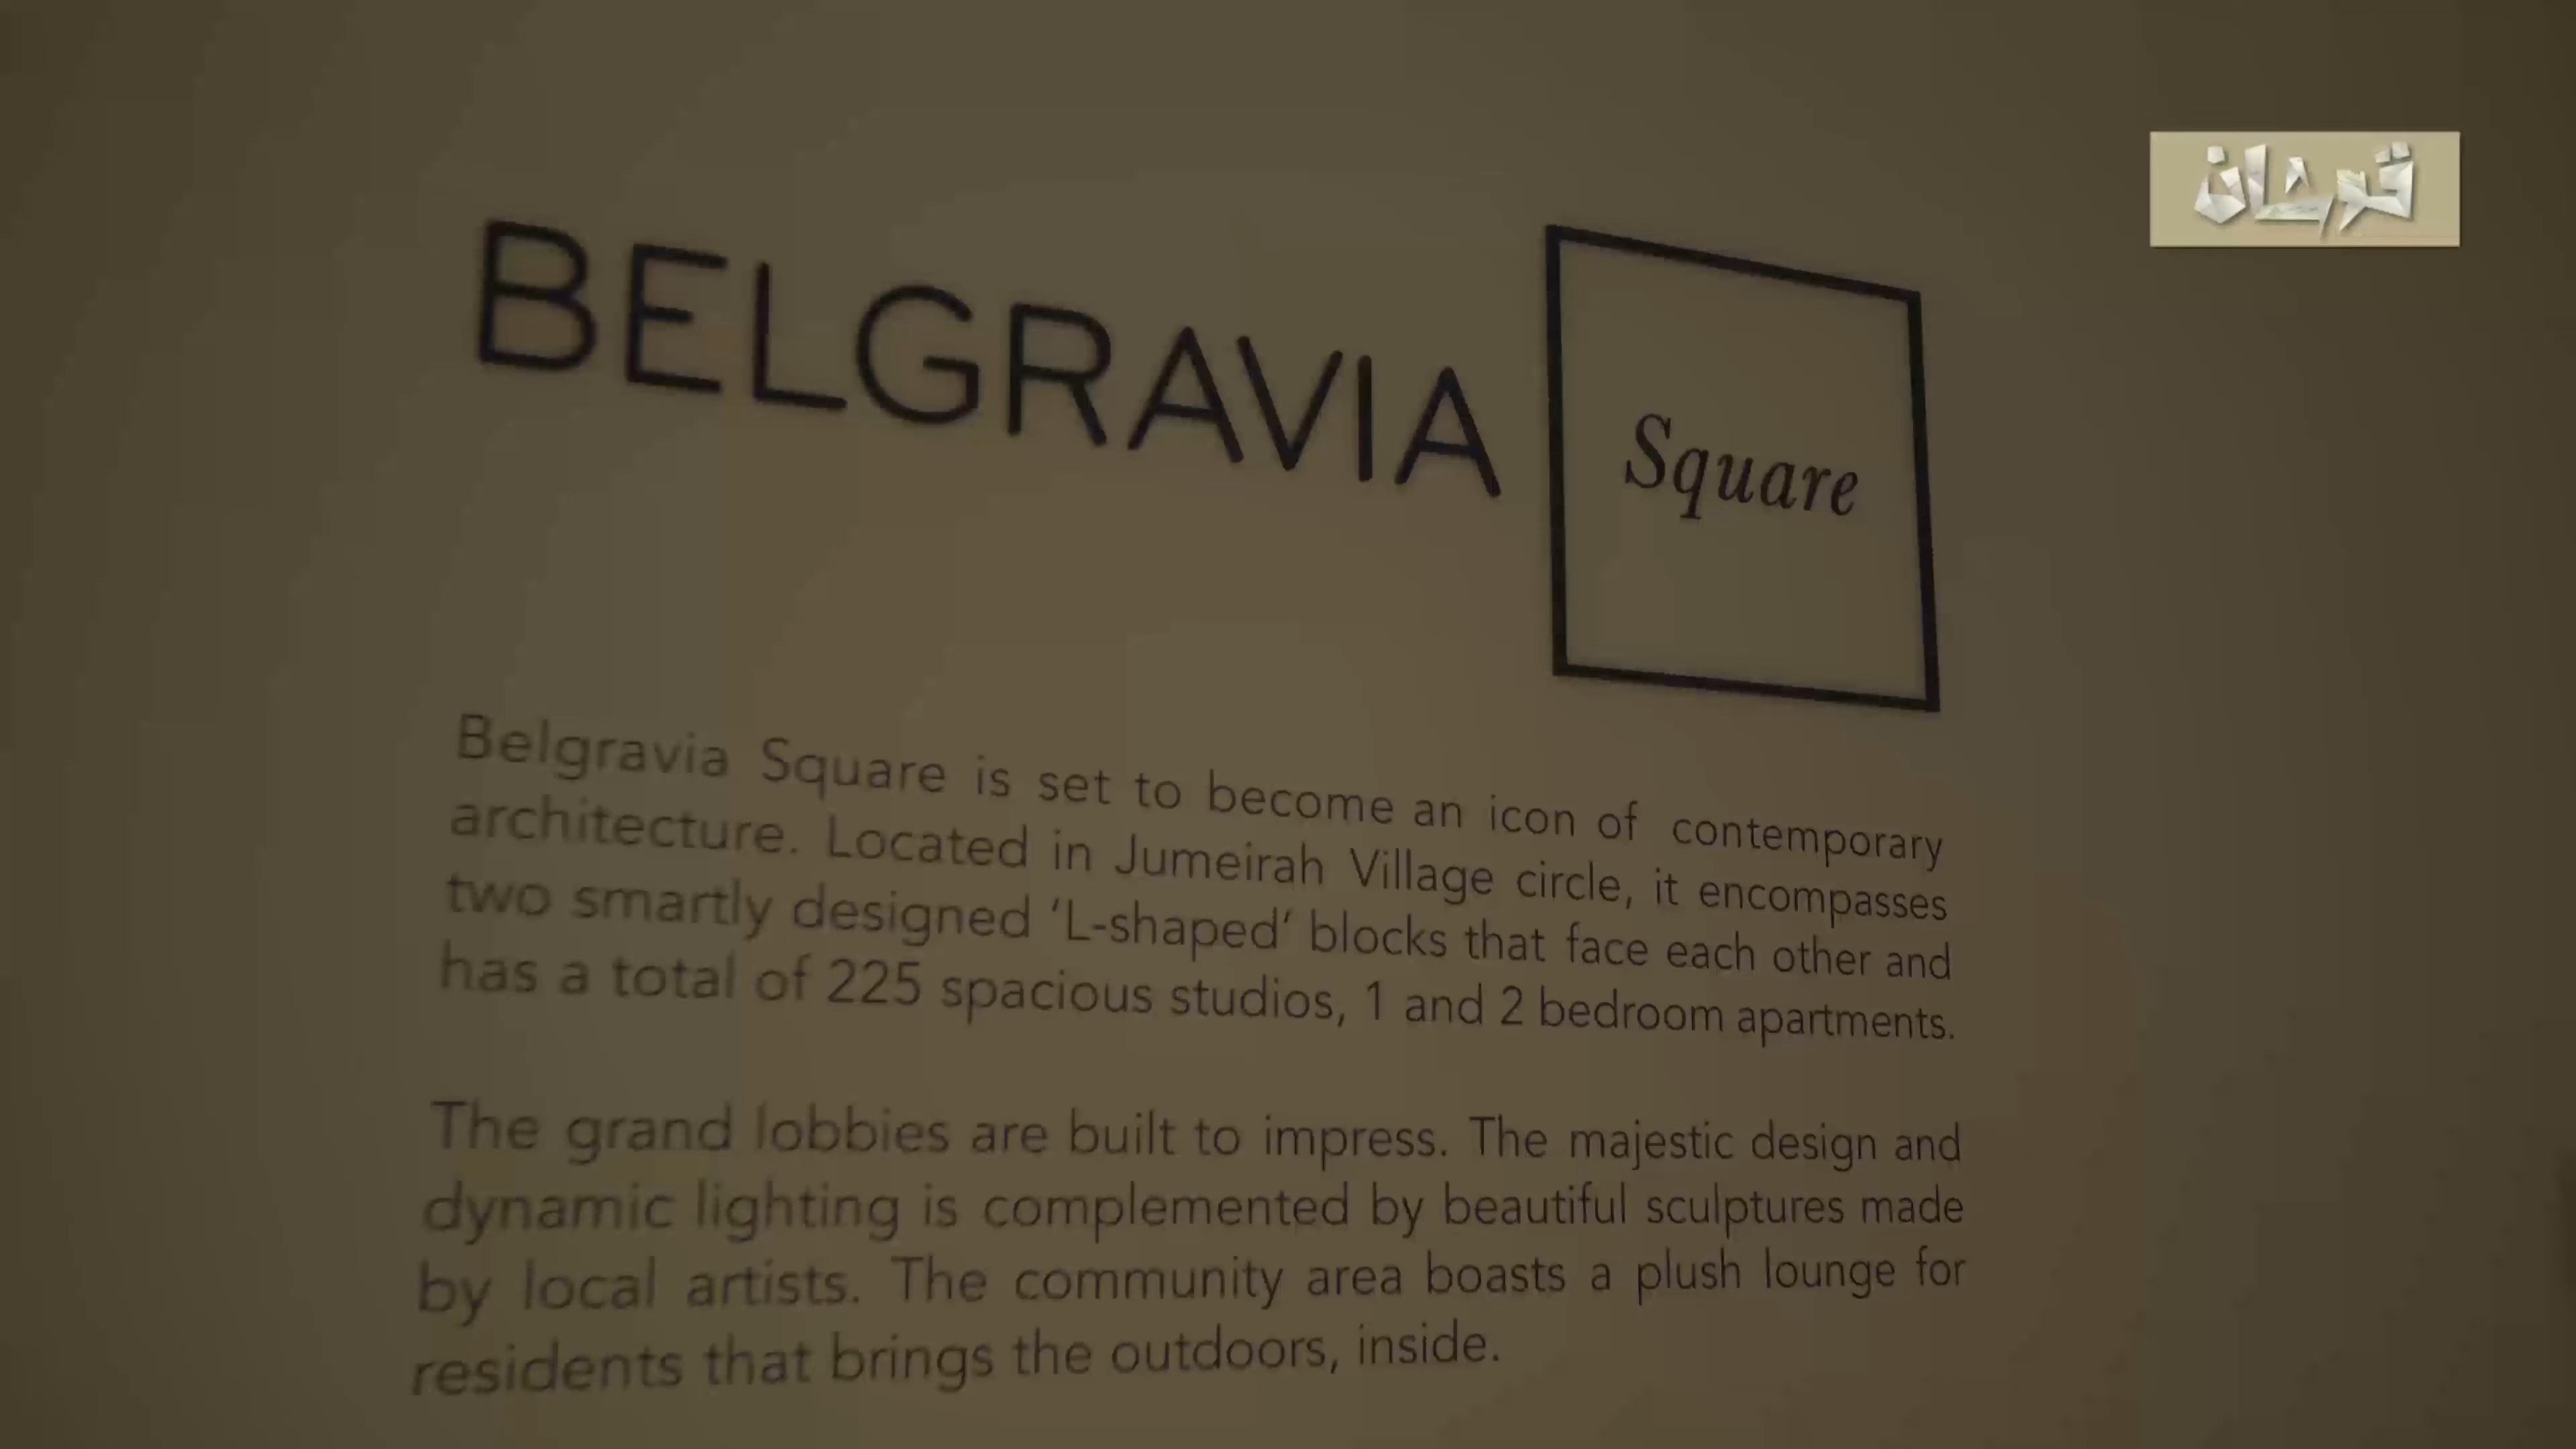 BELGRAVIA
Square
Belgravia Square is set to become an icon of contemporary
architecture. Located in Jumeirah Village circle, it encompasses
two smartly designed ‘L-shaped’ blocks that face each other and
has a total of 225 spacious studios, 1 and 2 bedroom apartments.
The grand lobbies are built to impress. The majestic design and
dynamic lighting is complemented by beautiful sculptures made
by local artists. The community area boasts a plush lounge for
residents that brings the outdoors, inside.